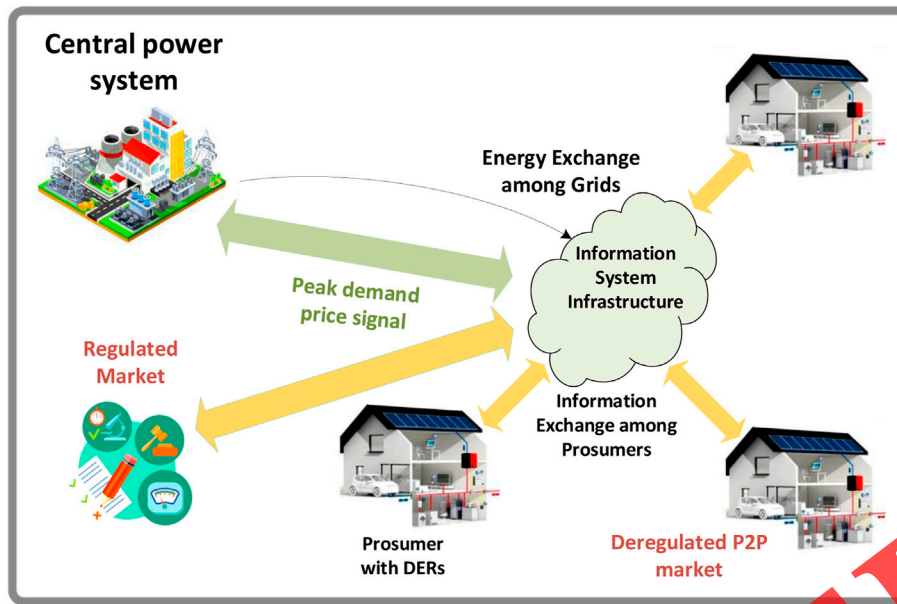 Central power
system
Energy Exchange
among Grids
Information
System
Infrastructure
Peak demand
price signal
Regulated
Market
Information
Exchange among
Prosumers
Prosumer
with DERs
Deregulated P2P
market